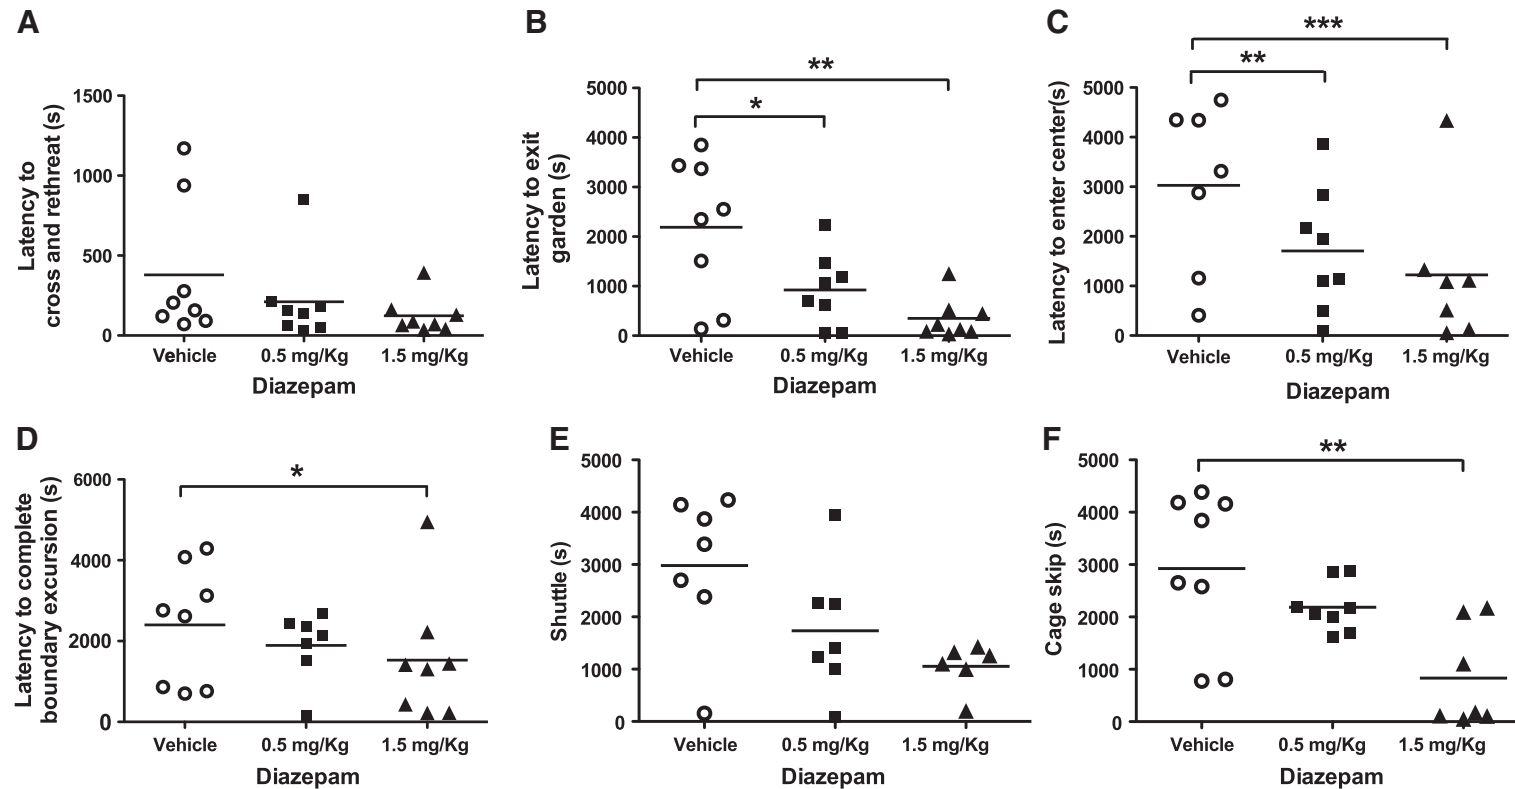 A
Latency to
cross and rethreat (s)
1500
1000
500
0
Vehicle
0.5 mg/Kg
1.5 mg/Kg
Diazepam
B
Latency to exit
garden (s)
**
*
5000
4000
3000
2000
1000
0
Vehicle
0.5 mg/Kg
1.5 mg/Kg
Diazepam
C
Latency to enter center(s)
***
**
5000
4000
3000
2000
1000
0
Vehicle
0.5 mg/Kg
1.5 mg/Kg
Diazepam
D
Latency to complete
boundary excursion (s)
*
6000
4000
2000
0
Vehicle
0.5 mg/Kg
1.5 mg/Kg
Diazepam
E
Shuttle (s)
5000
4000
3000
2000
1000
0
Vehicle
0.5 mg/Kg
1.5 mg/Kg
Diazepam
F
Cage skip (s)
**
5000
4000
3000
2000
1000
0
Vehicle
0.5 mg/Kg
1.5 mg/Kg
Diazepam